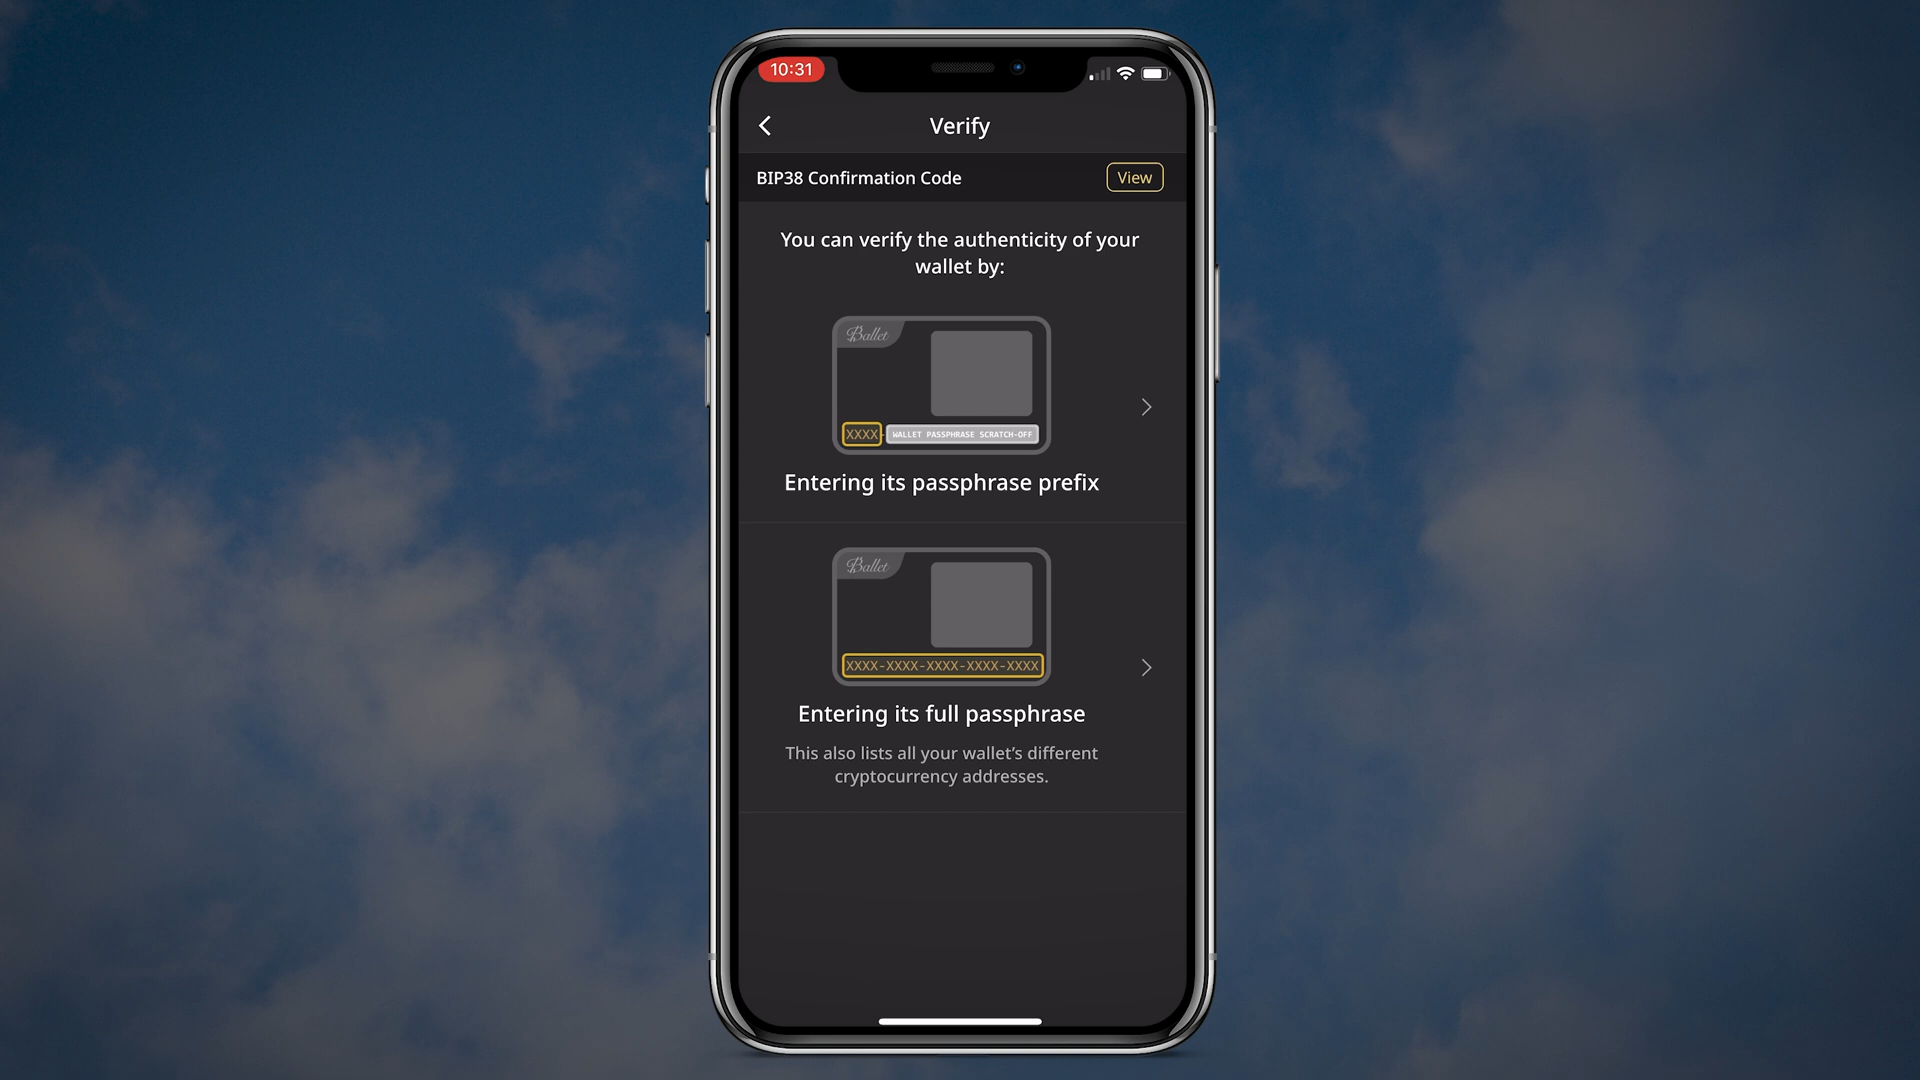 10:31
Verify
BIP38 Confirmation Code
View
You can verify the authenticity of your
wallet by:
Ballet
XXXX
WALLET PASSPHRASE SCRATCH-OFF
Entering its passphrase prefix
Ballet
XXXX-XXXX-XXXX-XXXX-XXXX
Entering its full passphrase
This also lists all your wallet’s different
cryptocurrency addresses.